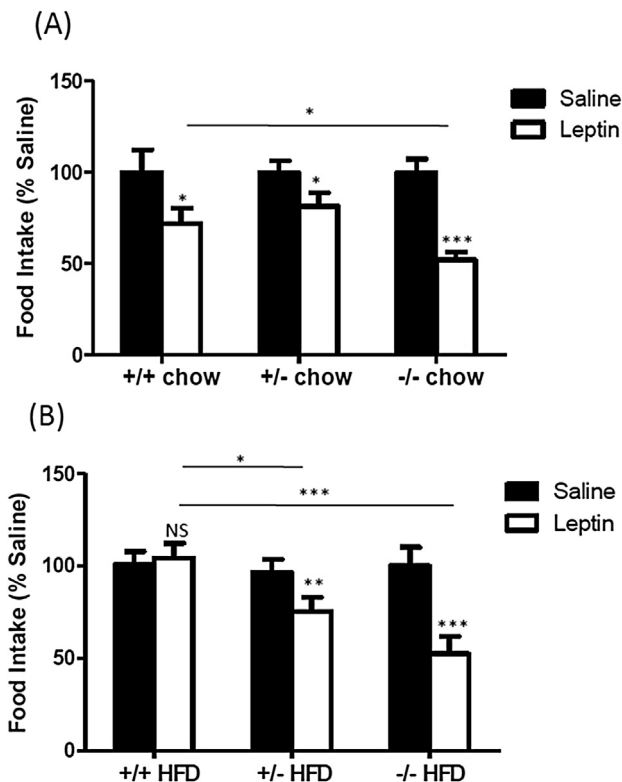 (A)
150
100
50
0
Food Intake (% Saline)
*
*
*
***
Saline
Leptin
+/+ chow
+/- chow
-/- chow
(B)
150
100
50
0
Food Intake (% Saline)
*
***
NS
**
***
Saline
Leptin
+/+ HFD
+/- HFD
-/- HFD